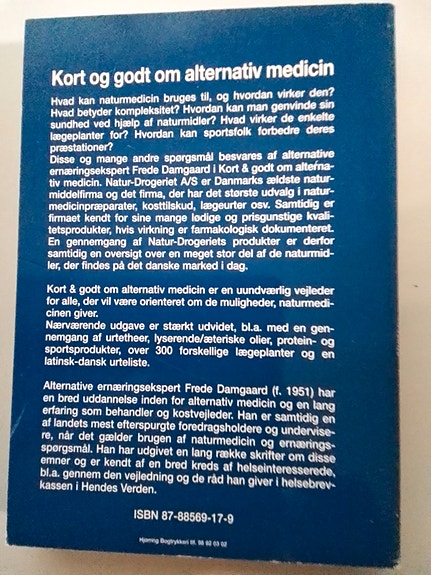 Kort og godt om alternativ medicin
Hvad kan naturmedicin bruges til, og hvordan virker den?
Hvad betyder kompleksitet? Hvordan kan man genvinde sin
sundhed ved hjælp af naturmidler? Hvad virker de enkelte
lægeplanter for? Hvordan kan sportsfolk forbedre deres
præstationer?
Disse og mange andre spørgsmål besvares af alternative
ernæringsekspert Frede Damgaard i Kort & godt om alterna-
tiv medicin. Natur-Drogeriet A/S er Danmarks ældste natur-
middelfirma og det firma, der har det største udvalg i natur-
medicinpræparater, kosttilskud, lægeurter osv. Samtidig er
firmaet kendt for sine mange lødige og prisgunstige kvali-
tetsprodukter, hvis virkning er farmakologisk dokumenteret.
En gennemgang af Natur-Drogeriets produkter er derfor
samtidig en oversigt over en meget stor del af de naturmid-
ler, der findes på det danske marked i dag.
Kort & godt om alternativ medicin er en uundværlig vejleder
for alle, der vil være orienteret om de muligheder, naturmedi-
cinen giver.
Nærværende udgave er stærkt udvidet, bl.a. med en gen-
nemgang af urtetheer, lyserende/æteriske olier, protein- og
sportsprodukter, over 300 forskellige lægeplanter og en
latinsk-dansk urteliste.
Alternative ernæringsekspert Frede Damgaard (f. 1951) har
en bred uddannelse inden for alternativ medicin og en lang
erfaring som behandler og kostvejleder. Han er samtidig en
af landets mest efterspurgte foredragsholdere og undervise-
re, når det gælder brugen af naturmedicin og ernærings-
spørgsmål. Han har udgivet en lang række skrifter om disse
emner og er kendt af en bred kreds af helseinteresserede,
bl.a. gennem den vejledning og de råd han giver i helsebrev-
kassen i Hendes Verden.
ISBN 87-88569-17-9
Hjørring Bogtrykkeri tlf. 98 92 03 02